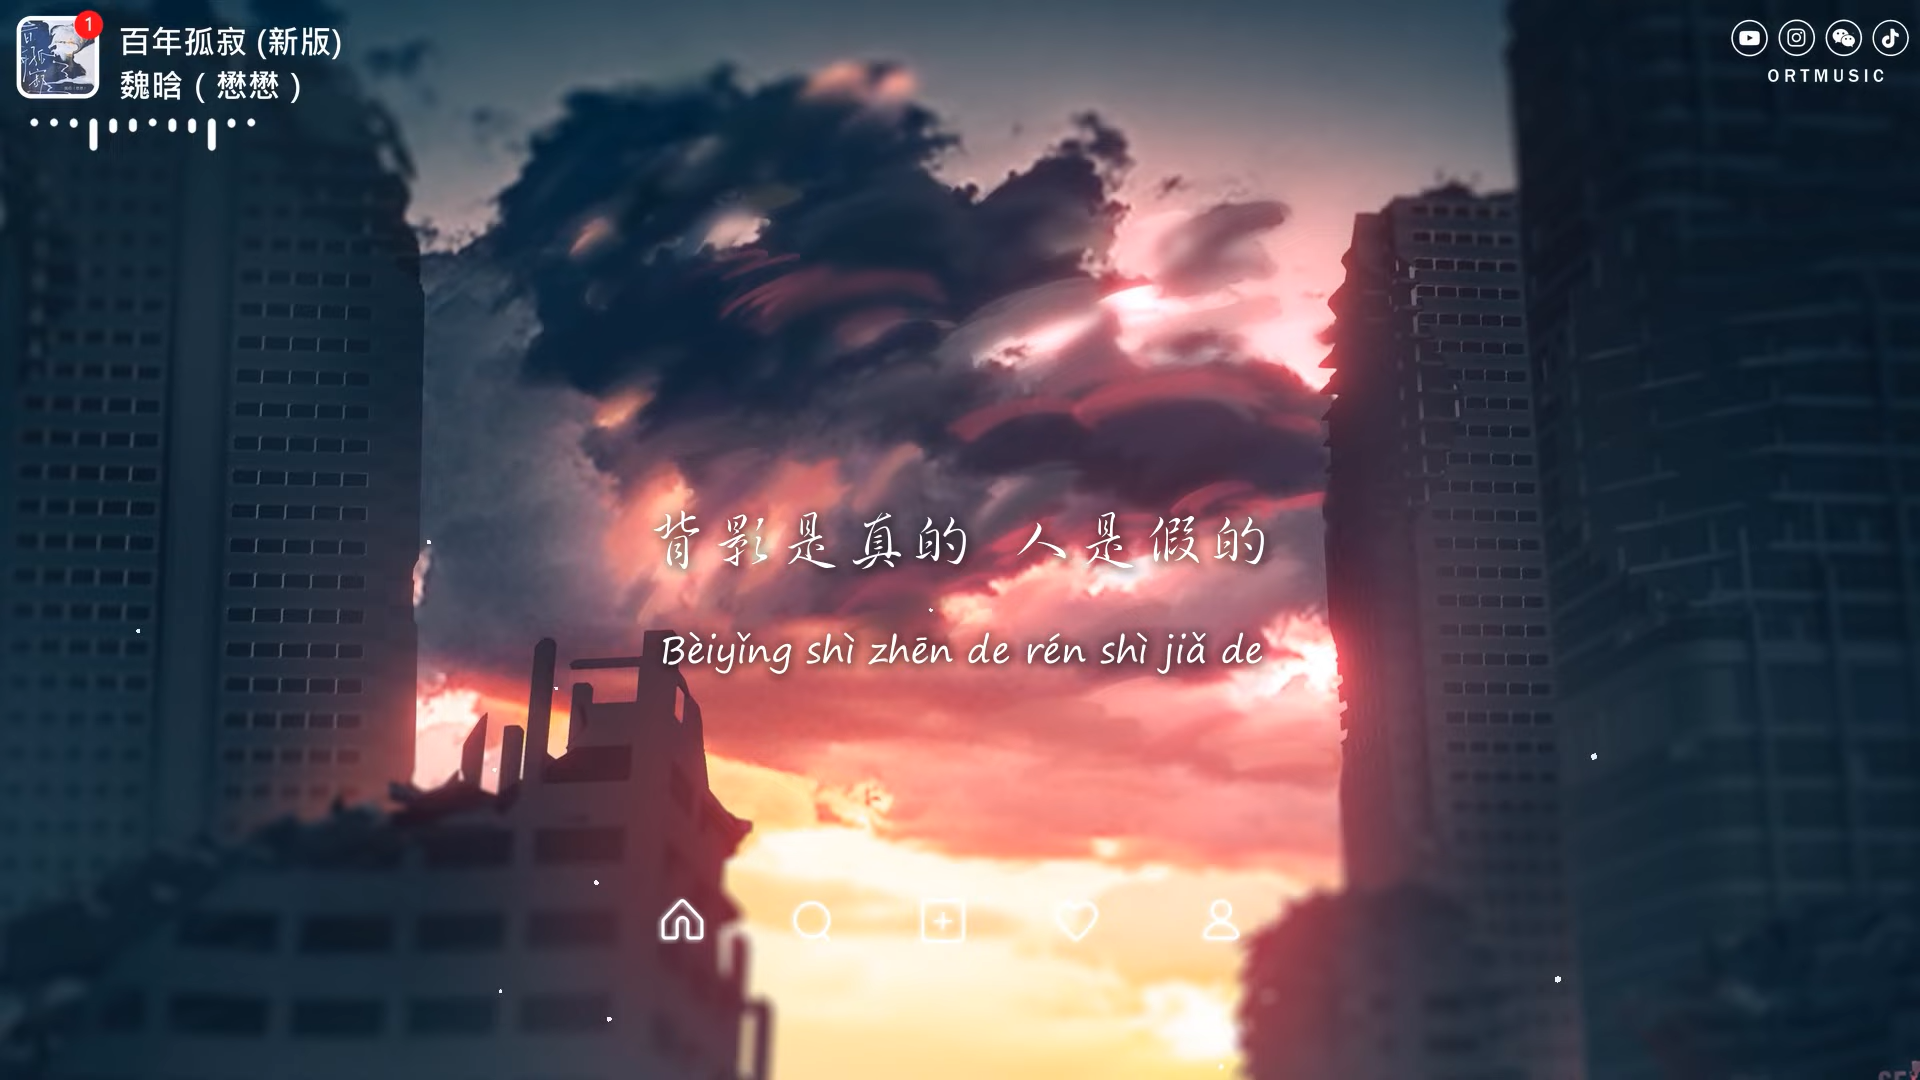 1
百年孤寂 (新版)
魏晗（懋懋）
ORTMUSIC
背影是真的 人是假的
Bèiyǐng shì zhēn de rén shì jiǎ de